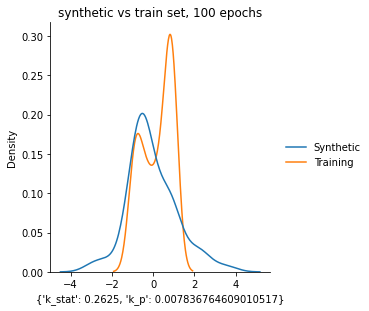 synthetic vs train set, 100 epochs
0.30
0.25
0.20
0.15
0.10
0.05
0.00
Density
−4 −2 0 2 4
{'k_stat': 0.2625, 'k_p': 0.007836764609010517}
Synthetic
Training